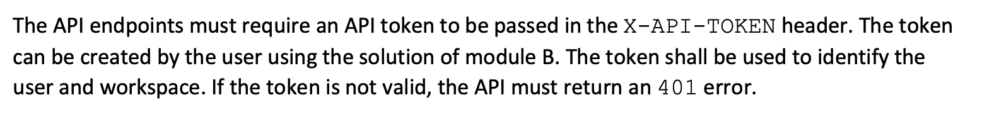 The API endpoints must require an API token to be passed in the X-API-TOKEN header. The token
can be created by the user using the solution of module B. The token shall be used to identify the
user and workspace. If the token is not valid, the API must return an 401 error.